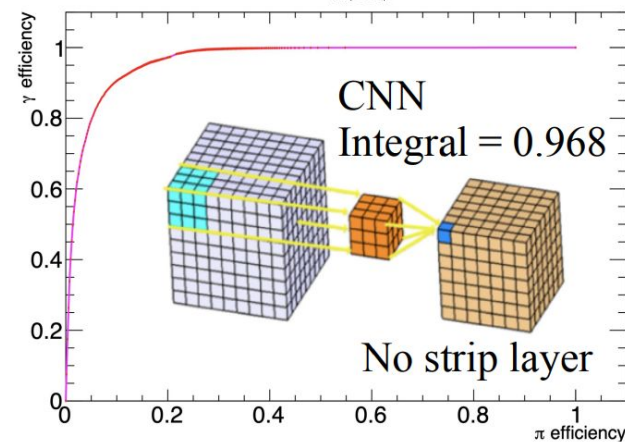 γ efficiency
1
0.8
0.6
0.4
0.2
0
CNN
Integral = 0.968
No strip layer
0 0.2 0.4 0.6 0.8 1
π efficiency